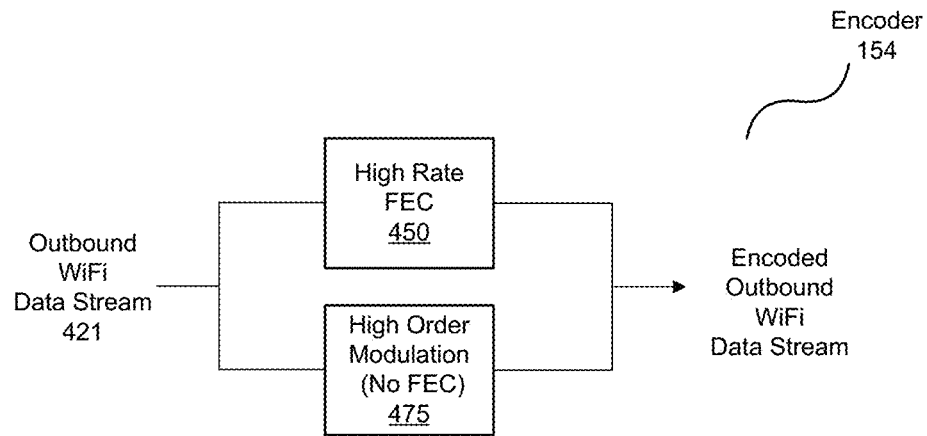 Encoder
154
High Rate
FEC
450
Outbound
WiFi
Data Stream
421
High Order
Modulation
(No FEC)
475
Encoded
Outbound
WiFi
Data Stream